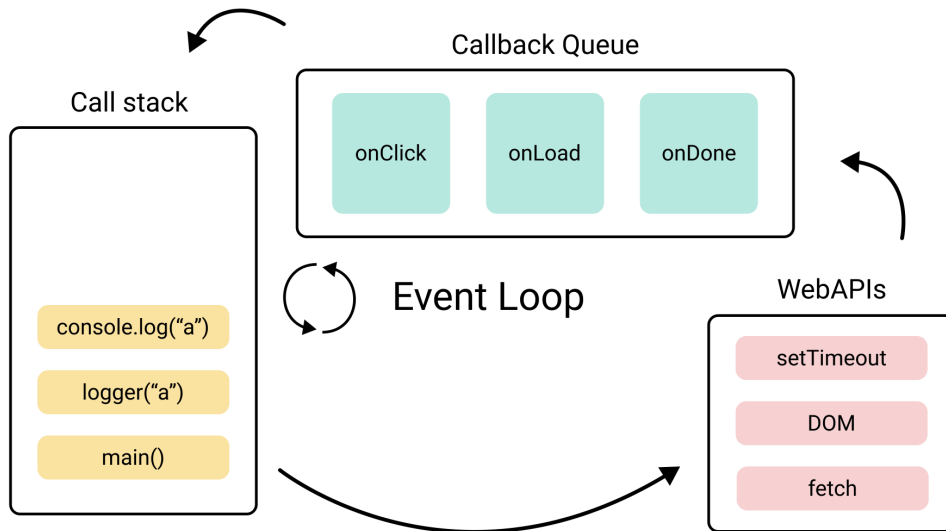 Callback Queue
Call stack
onClick
onLoad
onDone
Event Loop
WebAPIs
console.log(“a”)
logger(“a”)
main()
setTimeout
DOM
fetch